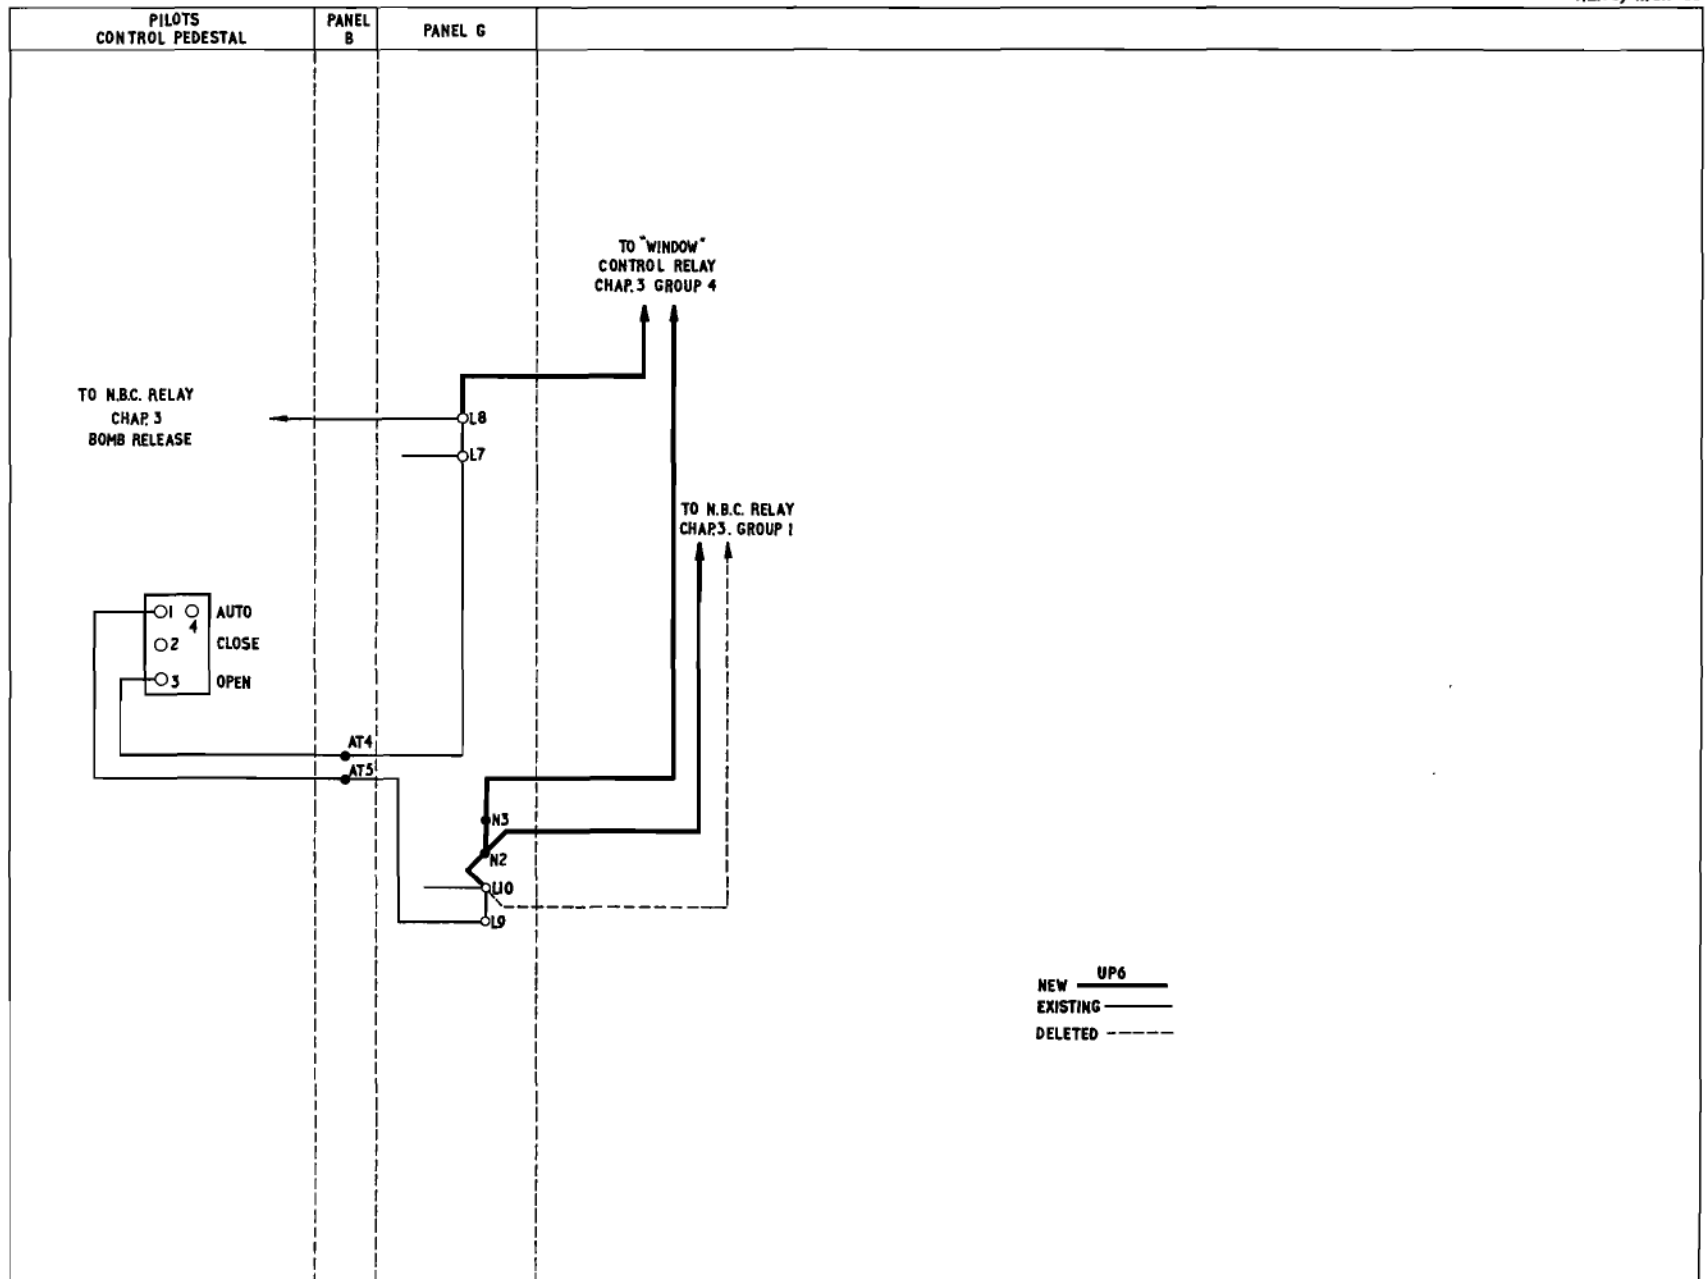 PILOTS
CONTROL PEDESTAL
PANEL
B
PANEL G
TO "WINDOW"
CONTROL RELAY
CHAP. 3 GROUP 4
TO N.B.C. RELAY
CHAP. 3
BOMB RELEASE
L8
L7
TO N.B.C. RELAY
CHAP.3. GROUP 1
1 AUTO
4
2 CLOSE
3 OPEN
AT4
AT5
N3
N2
L10
L9
UP6
NEW
EXISTING
DELETED